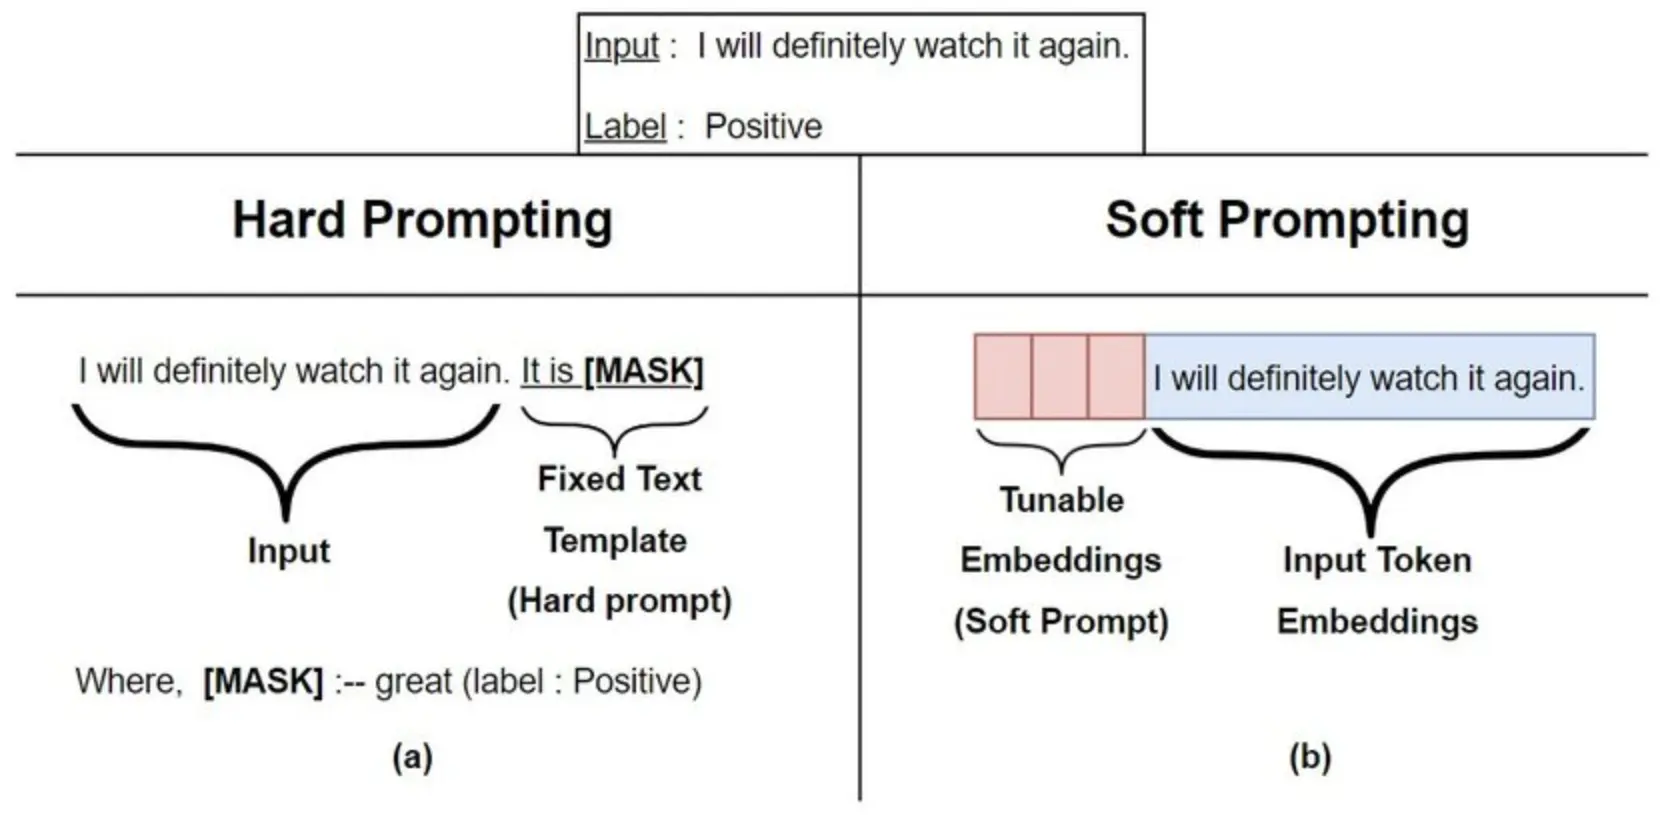 Input : I will definitely watch it again.
Label : Positive
Hard Prompting
Soft Prompting
I will definitely watch it again. It is [MASK]
Input
Fixed Text
Template
(Hard prompt)
Where, [MASK] :-- great (label : Positive)
(a)
I will definitely watch it again.
Tunable
Embeddings
(Soft Prompt)
Input Token
Embeddings
(b)